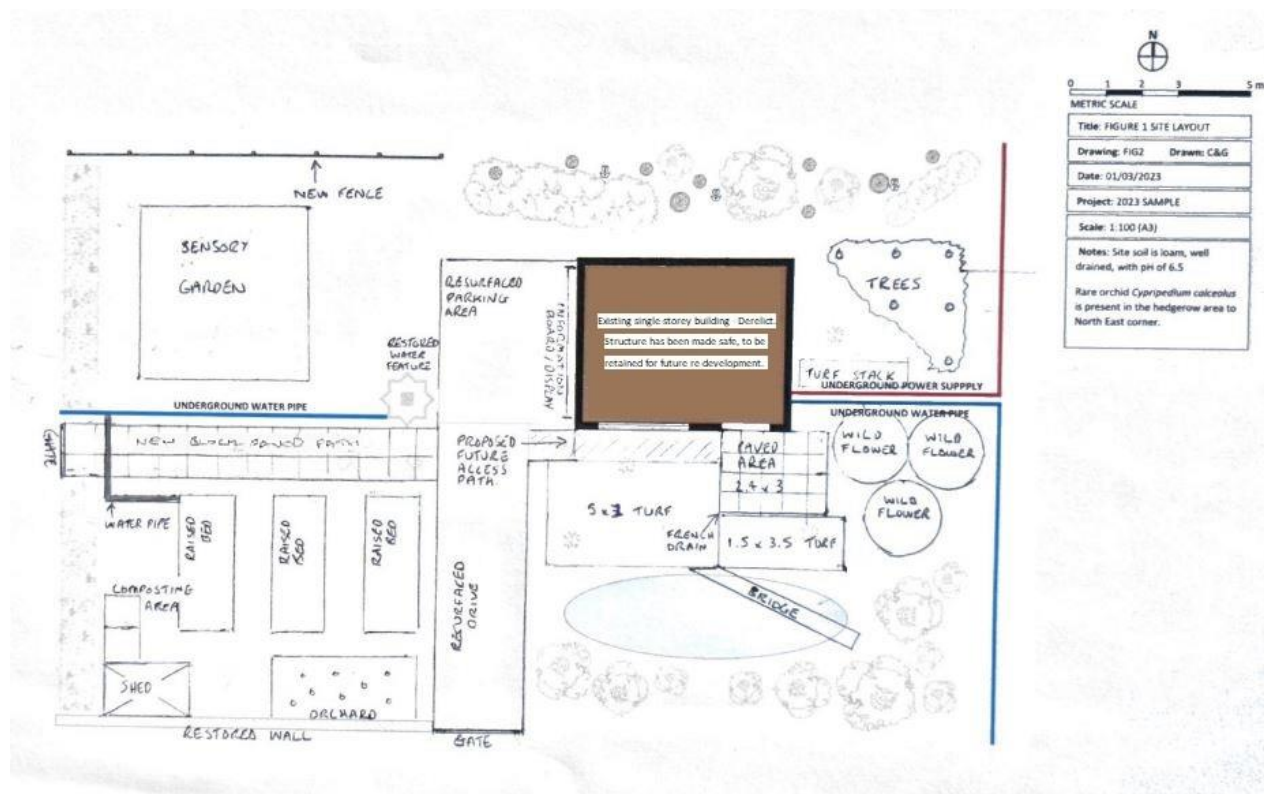 N
0 1 2 3 5 m
METRIC SCALE
Title: FIGURE 1 SITE LAYOUT
Drawing: FIG2 Drawn: C&G
Date: 01/03/2023
Project: 2023 SAMPLE
Scale: 1:100 (A3)
Notes: Site soil is loam, well
drained, with pH of 6.5
Rare orchid Cypripedium calceolus
is present in the hedgerow area to
North East corner.
NEW FENCE
SENSORY
GARDEN
RESURFACED
PARKING
AREA
INFORMATION
BOARD / DISPLAY
Existing single storey building - Derelict.
Structure has been made safe, to be
retained for future re development.
TREES
TURF STACK
UNDERGROUND POWER SUPPPLY
RESTORED
WATER
FEATURE
UNDERGROUND WATER PIPE
UNDERGROUND WATER PIPE
GATE
NEW BLOCK PAVED PATH
PROPOSED
FUTURE
ACCESS
PATH.
PAVED
AREA
2.4 x 3
WILD
FLOWER
WILD
FLOWER
WILD
FLOWER
WATER PIPE
RAISED
BED
RAISED
BED
RAISED
BED
5 x 3 TURF
FRENCH
DRAIN
1.5 x 3.5 TURF
BRIDGE
COMPOSTING
AREA
RESURFACED
DRIVE
SHED
ORCHARD
RESTORED WALL
GATE